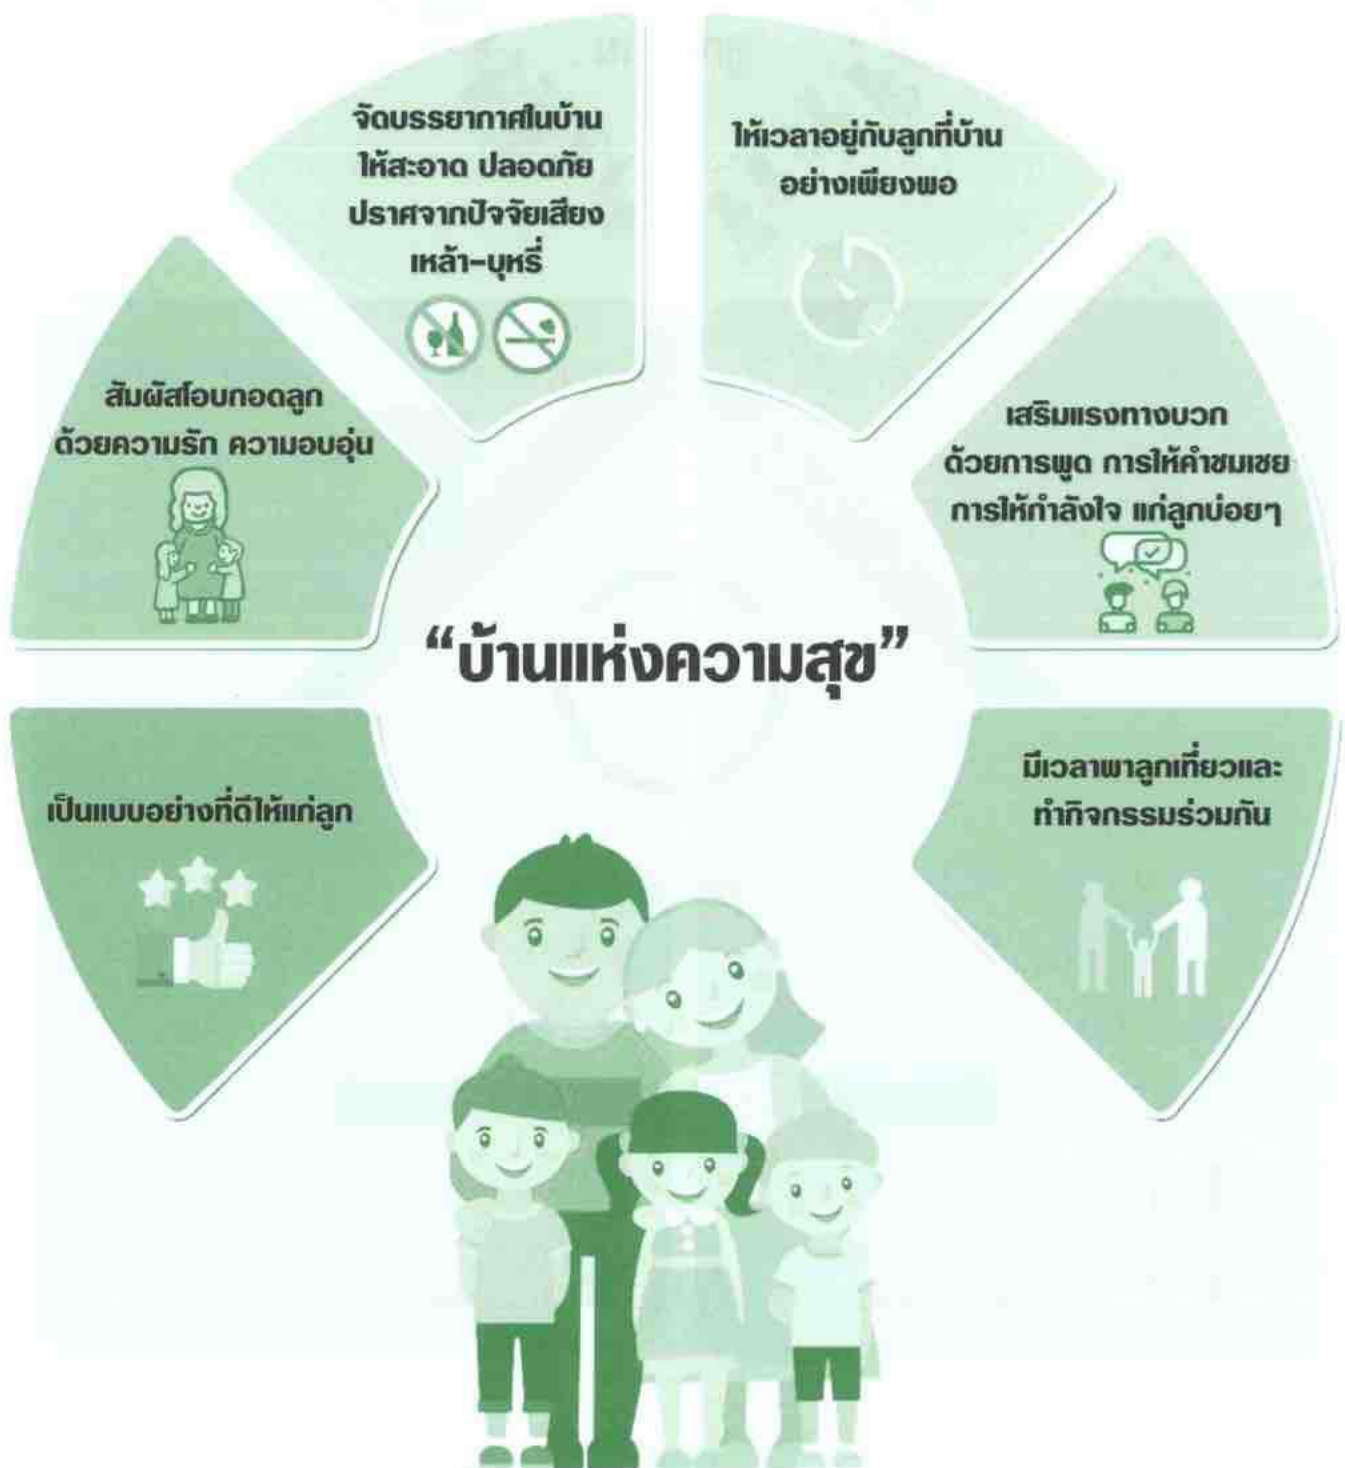 จัดบรรยากาศในบ้าน
ให้สะอาด ปลอดภัย
ปราศจากปัจจัยเสี่ยง
เหล้า-บุหรี่
ให้เวลาอยู่กับลูกที่บ้าน
อย่างเพียงพอ
สัมผัสโอบกอดลูก
ด้วยความรัก ความอบอุ่น
เสริมแรงทางบวก
ด้วยการพูด การให้คำชมเชย
การให้กำลังใจ แก่ลูกบ่อยๆ
“บ้านแห่งความสุข”
เป็นแบบอย่างที่ดีให้แก่ลูก
มีเวลาพาลูกเที่ยวและ
ทำกิจกรรมร่วมกัน